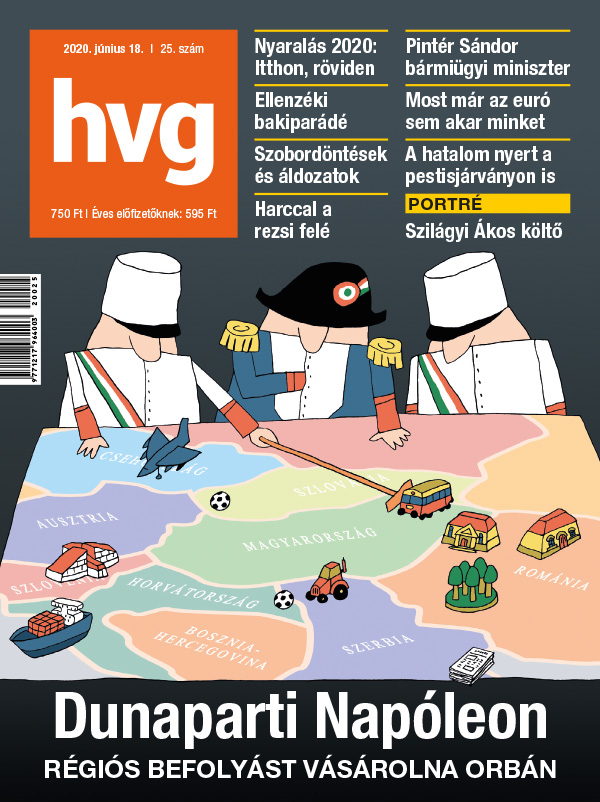 2020. június 18. | 25. szám
hvg
750 Ft | Éves előfizetőknek: 595 Ft
Nyaralás 2020:
Itthon, röviden
Ellenzéki
bakiparádé
Szobordöntések
és áldozatok
Harccal a
rezsi felé
Pintér Sándor
bármiügyi miniszter
Most már az euró
sem akar minket
A hatalom nyert a
pestisjárványon is
PORTRÉ
Szilágyi Ákos költő
9771217 964003
20025
CSEHORSZÁG
SZLOVÁKIA
AUSZTRIA
MAGYARORSZÁG
ROMÁNIA
HORVÁTORSZÁG
BOSZNIA-
HERCEGOVINA
SZERBIA
Dunaparti Napóleon
RÉGIÓS BEFOLYÁST VÁSÁROLNA ORBÁN